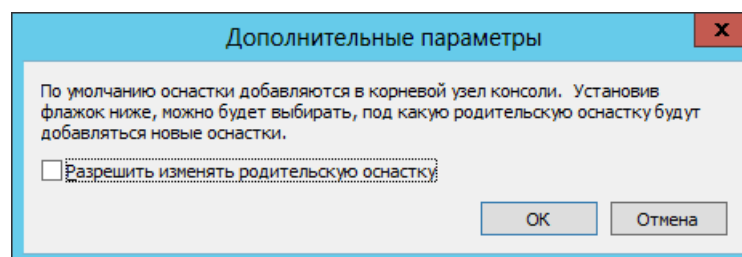 Дополнительные параметры
x
По умолчанию оснастки добавляются в корневой узел консоли. Установив
флажок ниже, можно будет выбирать, под какую родительскую оснастку будут
добавляться новые оснастки.
Разрешить изменять родительскую оснастку
ОК Отмена